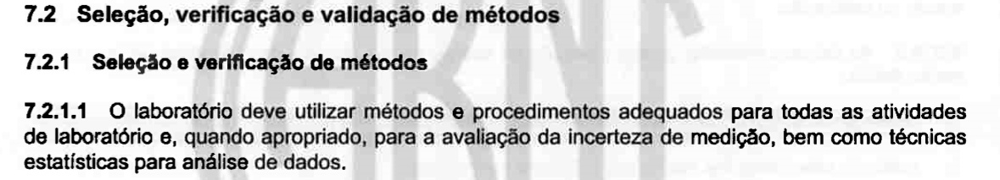 7.2 Seleção, verificação e validação de métodos
7.2.1 Seleção e verificação de métodos
7.2.1.1 O laboratório deve utilizar métodos e procedimentos adequados para todas as atividades
de laboratório e, quando apropriado, para a avaliação da incerteza de medição, bem como técnicas
estatísticas para análise de dados.